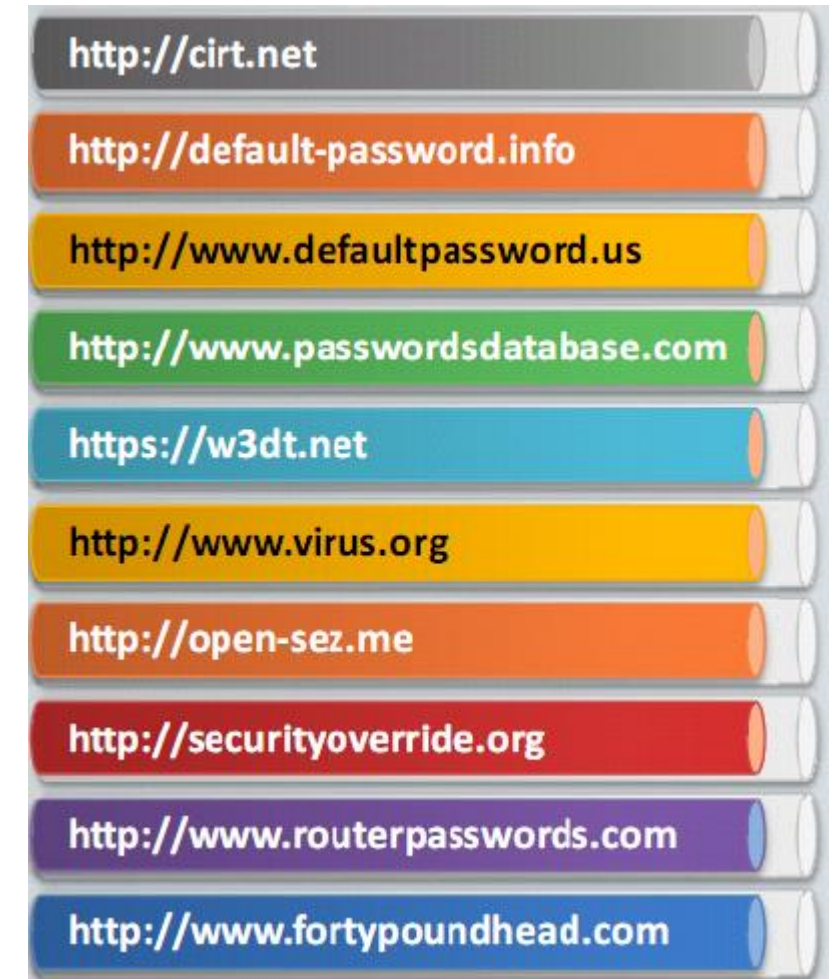 http://cirt.net
http://default-password.info
http://www.defaultpassword.us
http://www.passwordsdatabase.com
https://w3dt.net
http://www.virus.org
http://open-sez.me
http://securityoverride.org
http://www.routerpasswords.com
http://www.fortypoundhead.com